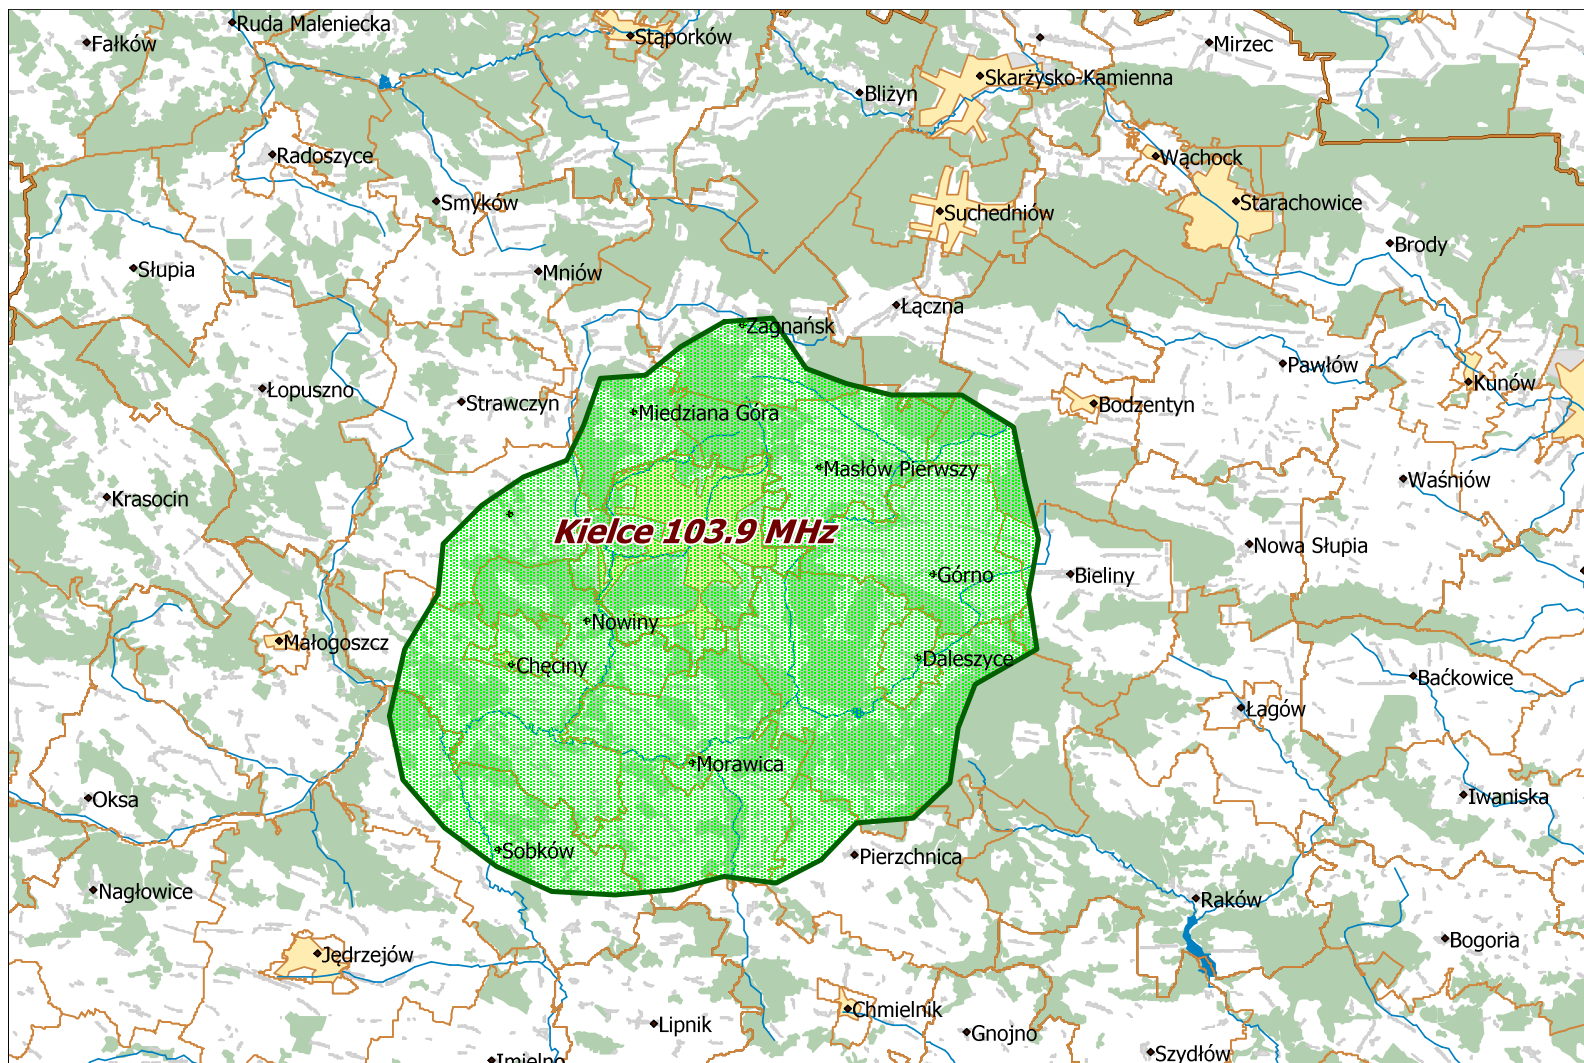 Ruda Maleniecka
Fałków
Stąporków
Mirzec
Skarżysko-Kamienna
Bliżyn
Radoszyce
Wąchock
Smyków
Suchedniów
Starachowice
Brody
Słupia
Mniów
Łączna
Zagnańsk
Pawłów
Kunów
Łopuszno
Strawczyn
Miedziana Góra
Bodzentyn
Masłów Pierwszy
Waśniów
Krasocin
Kielce 103.9 MHz
Nowa Słupia
Górno
Bieliny
Nowiny
Małogoszcz
Chęciny
Daleszyce
Baćkowice
Łagów
Morawica
Oksa
Iwaniska
Sobków
Pierzchnica
Nagłowice
Raków
Bogoria
Jędrzejów
Chmielnik
Lipnik
Gnojno
Szydłów
Imielno